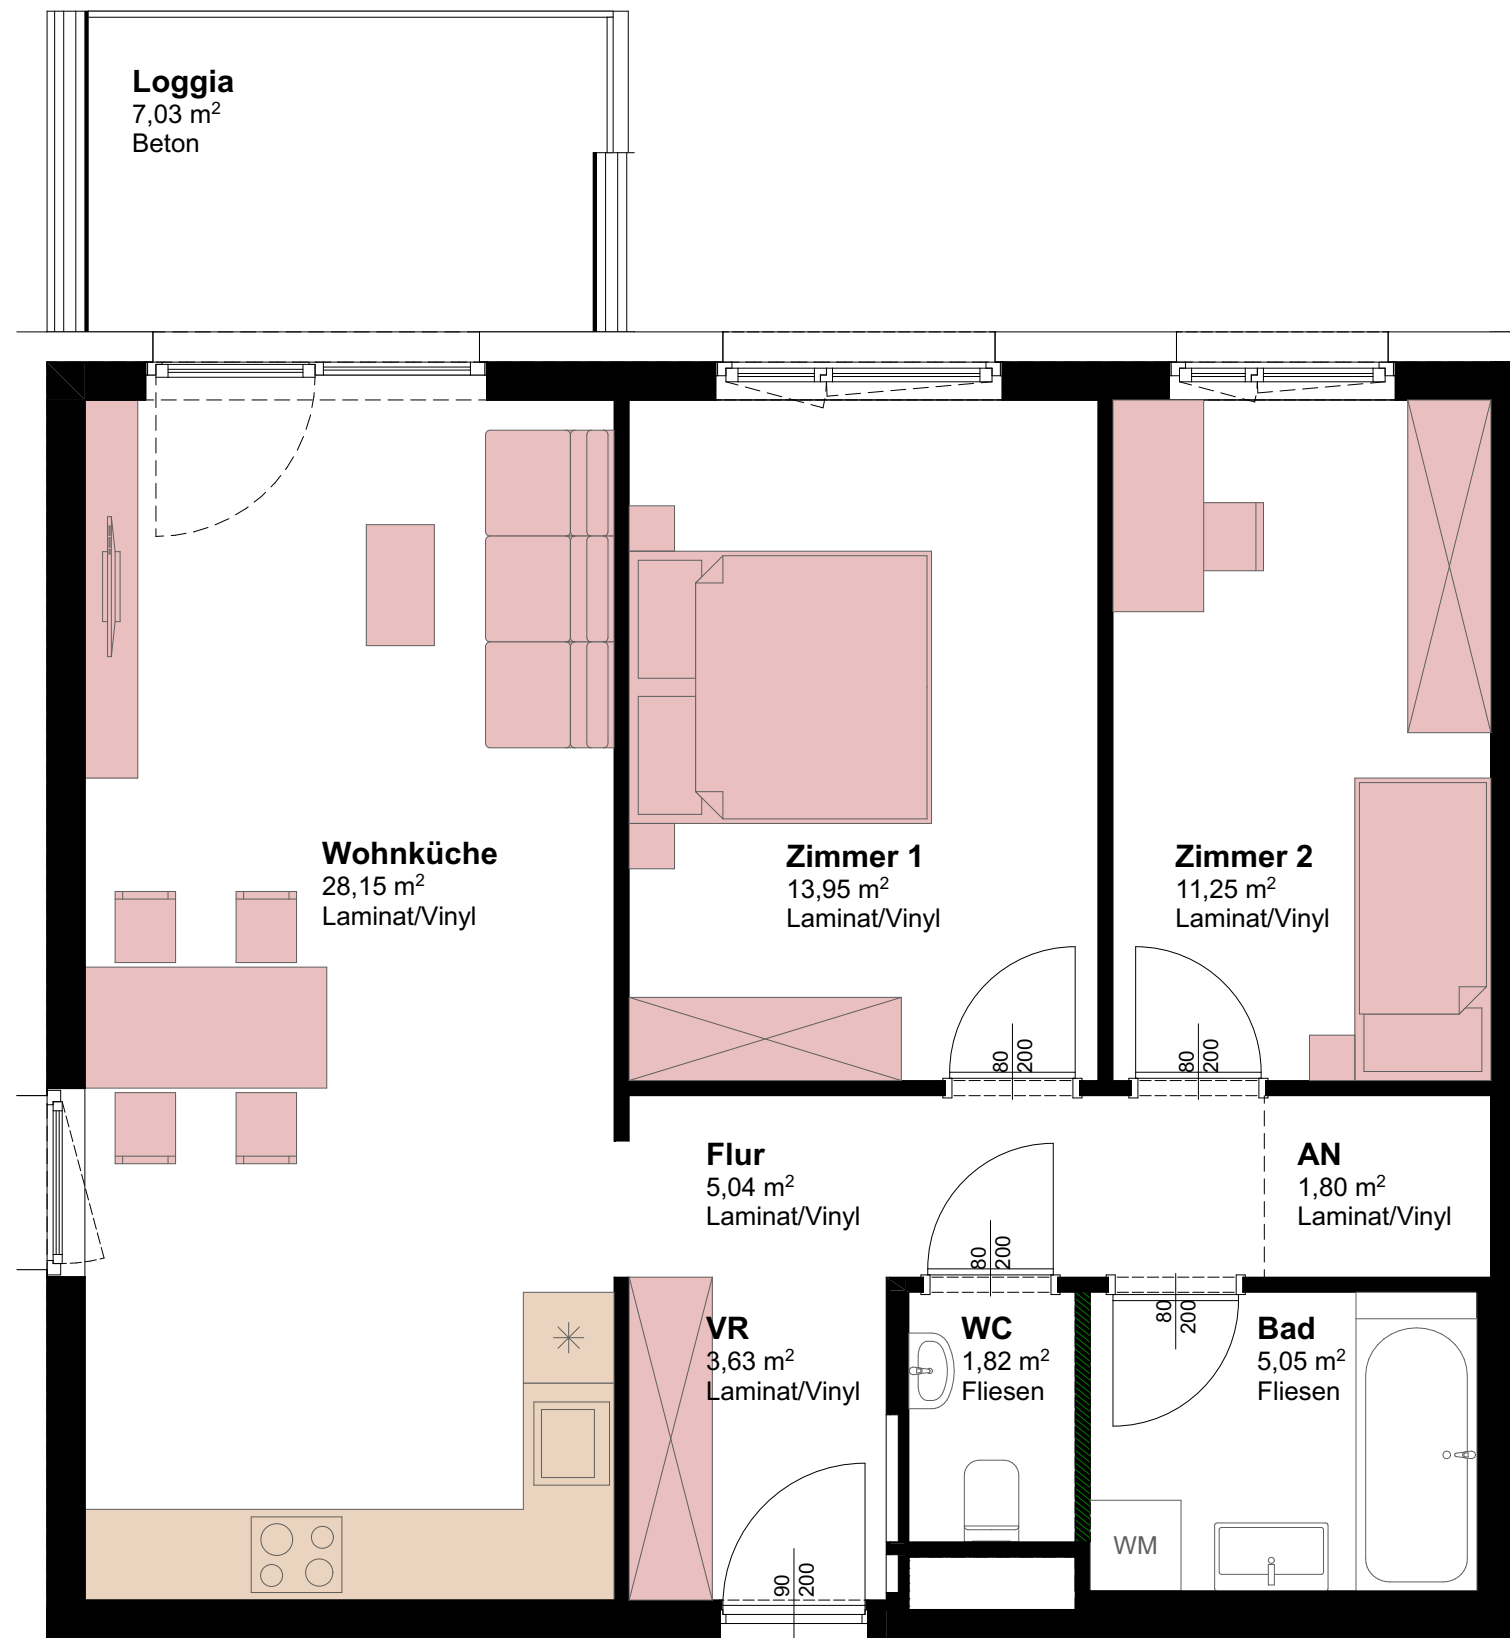 Loggia
7,03 m²
Beton
Wohnküche
28,15 m²
Laminat/Vinyl
Zimmer 1
13,95 m²
Laminat/Vinyl
Zimmer 2
11,25 m²
Laminat/Vinyl
80
200
80
200
Flur
5,04 m²
Laminat/Vinyl
AN
1,80 m²
Laminat/Vinyl
80
200
80
200
VR
3,63 m²
Laminat/Vinyl
WC
1,82 m²
Fliesen
Bad
5,05 m²
Fliesen
WM
90
200